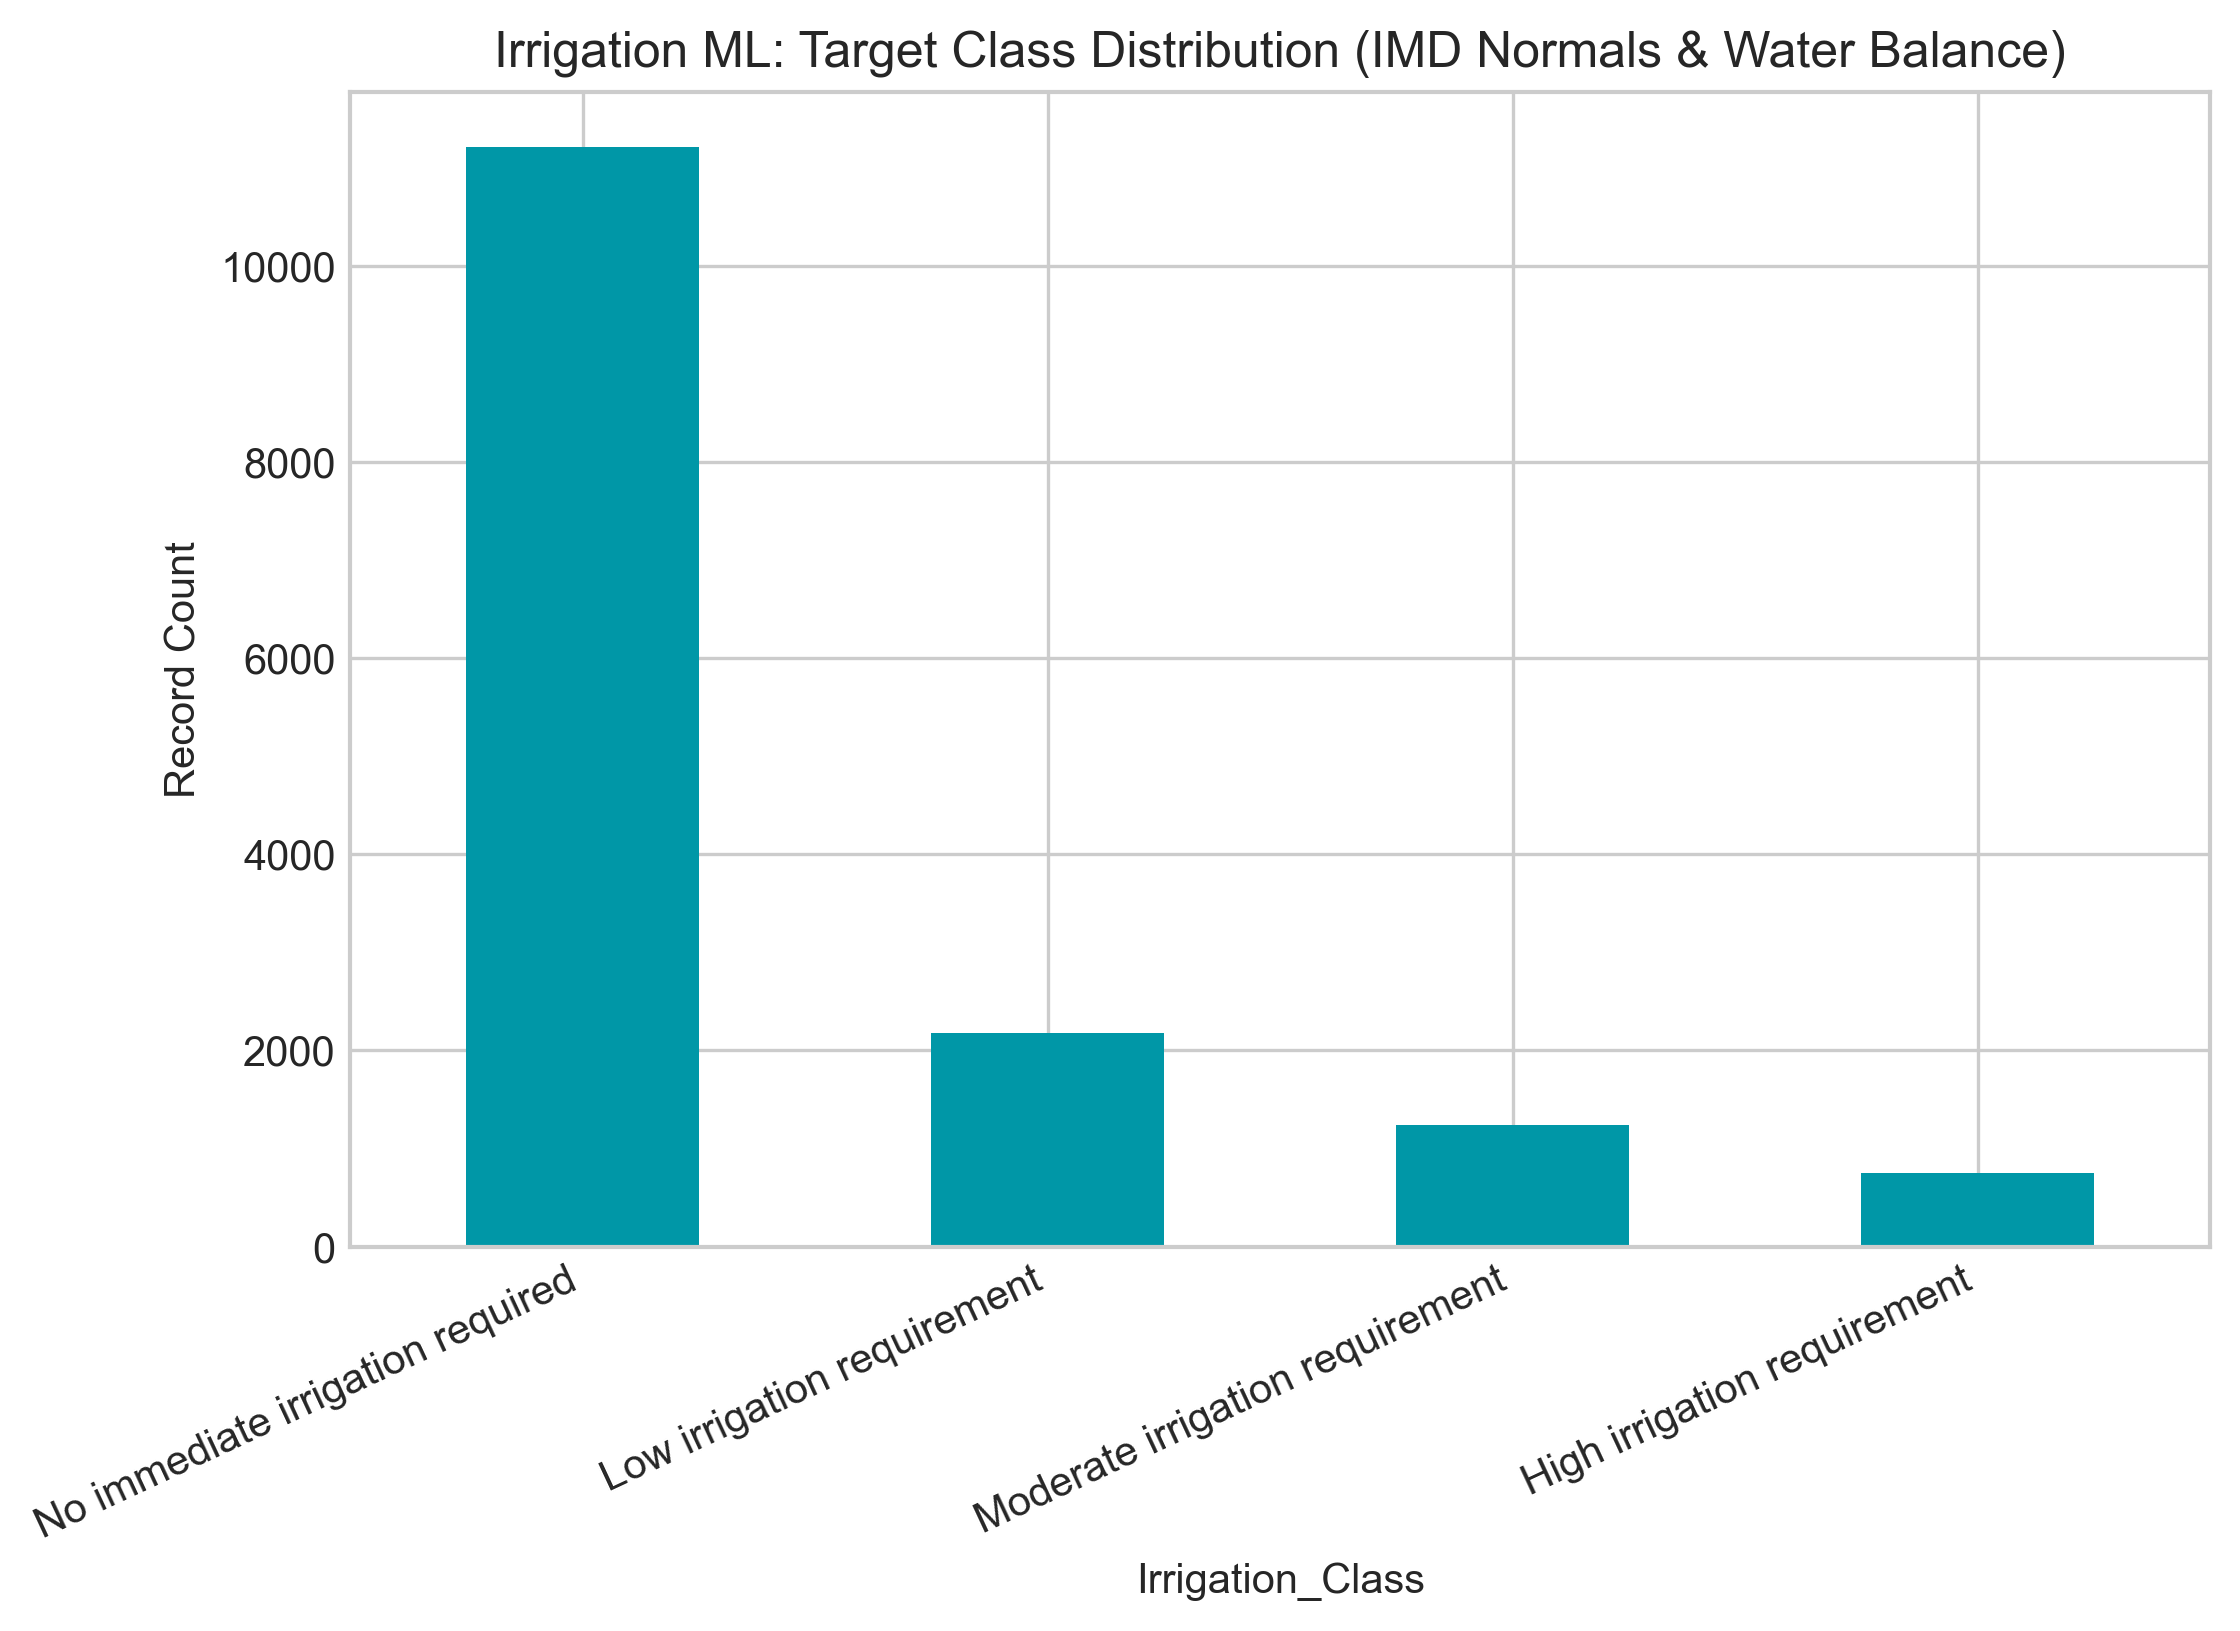 Irrigation ML: Target Class Distribution (IMD Normals & Water Balance)
10000
8000
6000
4000
2000
0
Record Count
No immediate irrigation required
Low irrigation requirement
Moderate irrigation requirement
High irrigation requirement
Irrigation_Class